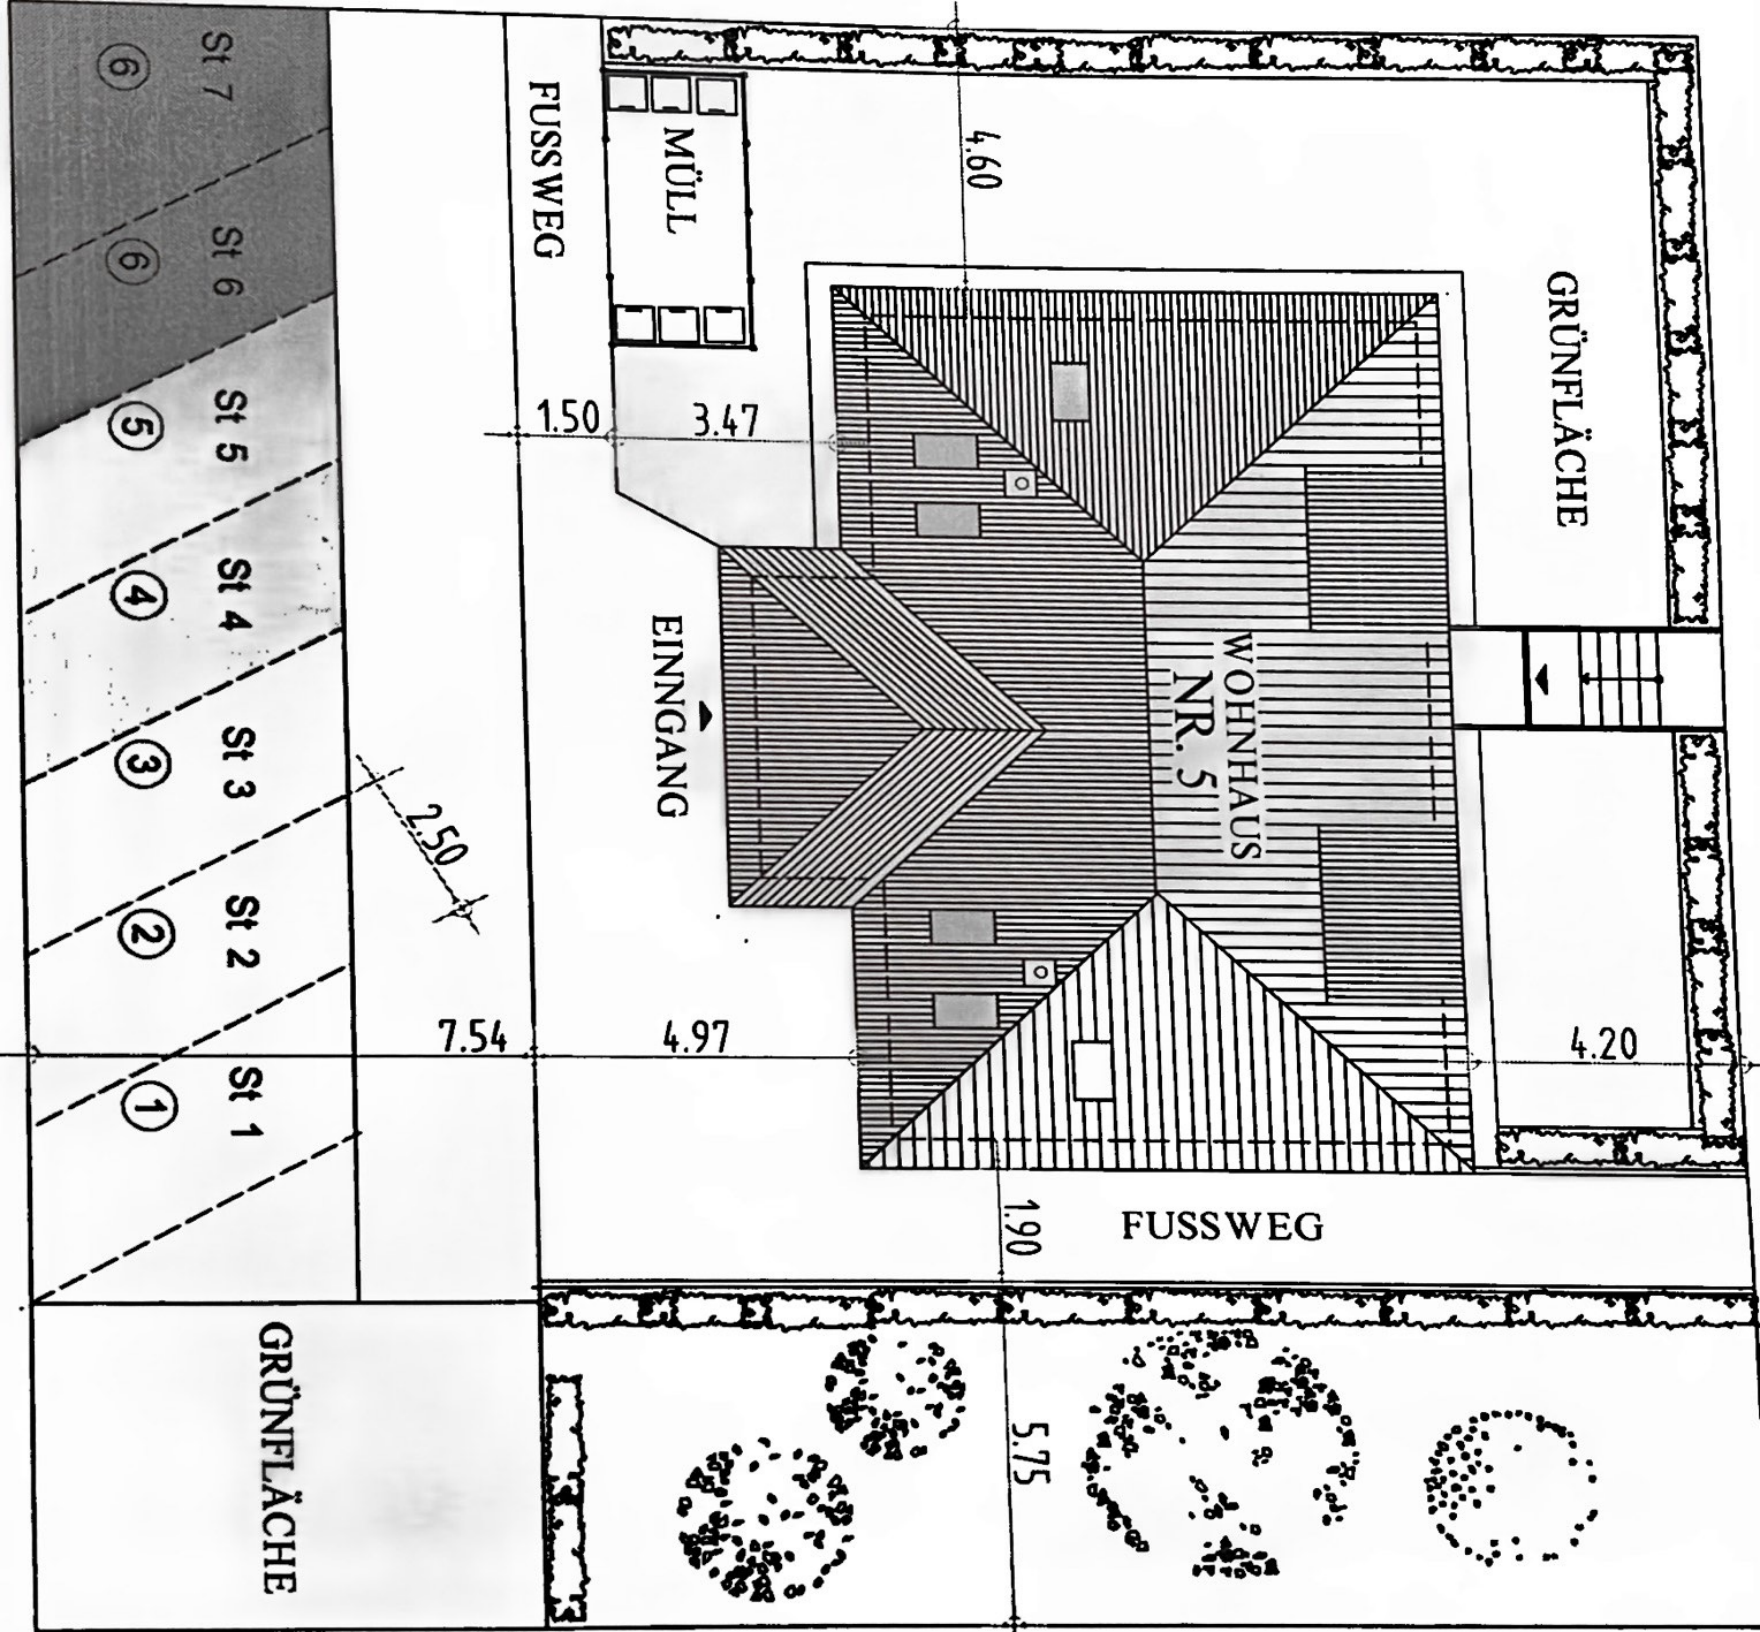 St 7
6
St 6
6
St 5
5
St 4
4
St 3
3
St 2
2
St 1
1
FUSSWEG
MÜLL
4.60
GRÜNFLÄCHE
1.50
3.47
EINNGANG
WOHNHAUS
NR. 5
2.50
7.54
4.97
4.20
1.90
FUSSWEG
GRÜNFLÄCHE
5.75